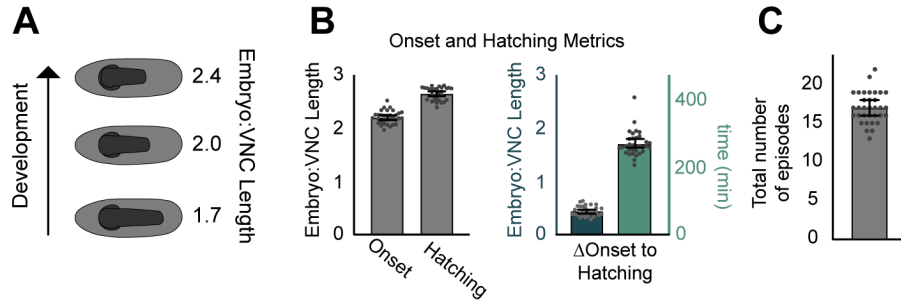 A
Development
2.4
2.0
1.7
Embryo:VNC Length
B
Onset and Hatching Metrics
Embryo:VNC Length
3
2
1
0
Onset
Hatching
Embryo:VNC Length
3
2
1
0
400
200
0
time (min)
ΔOnset to
Hatching
C
Total number
of episodes
20
15
10
5
0